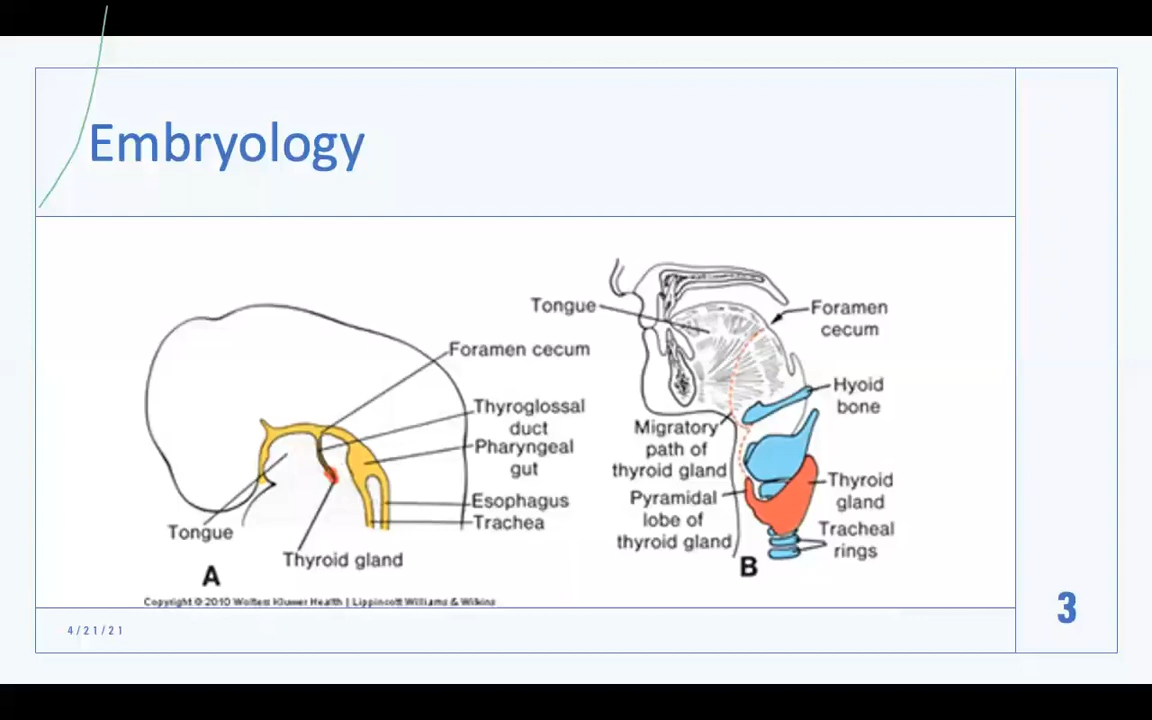 Embryology
Foramen cecum
Thyroglossal
duct
Pharyngeal
gut
Esophagus
Trachea
Tongue
Thyroid gland
A
Tongue
Foramen
cecum
Hyoid
bone
Migratory
path of
thyroid gland
Pyramidal
lobe of
thyroid gland
Thyroid
gland
Tracheal
rings
B
Copyright © 2010 Wolters Kluwer Health | Lippincott Williams & Wilkins
4/21/21
3